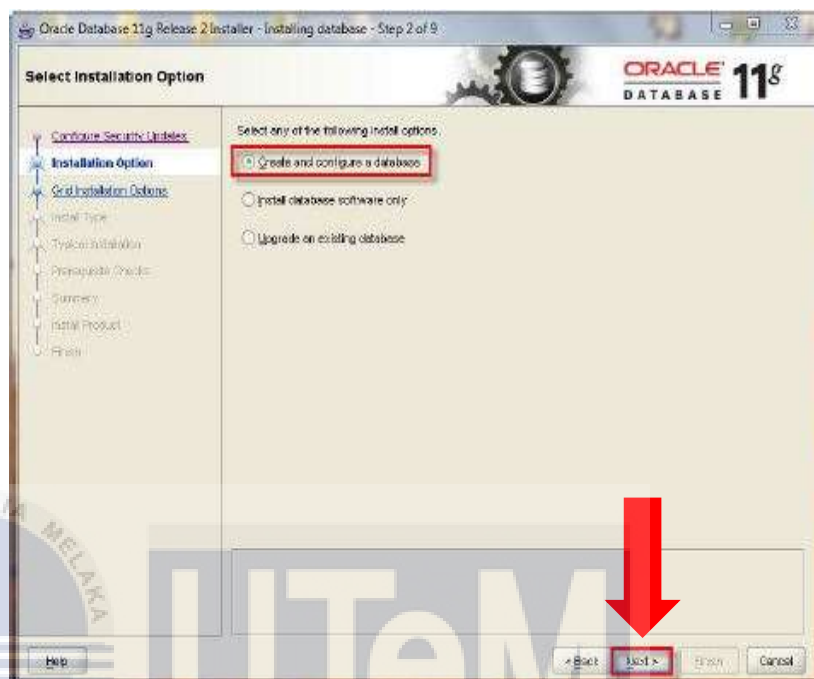 Oracle Database 11g Release 2 Installer - Installing database - Step 2 of 9
Select Installation Option
ORACLE
DATABASE 11g
Configure Security Updates
Installation Option
Grid Installation Options
Install Type
Typical Installation
Prerequisite Checks
Summary
Install Product
Finish
Select any of the following install options.
Create and configure a database
Install database software only
Upgrade an existing database
MELAKA
UTeM
Help
< Back
Next >
Finish
Cancel